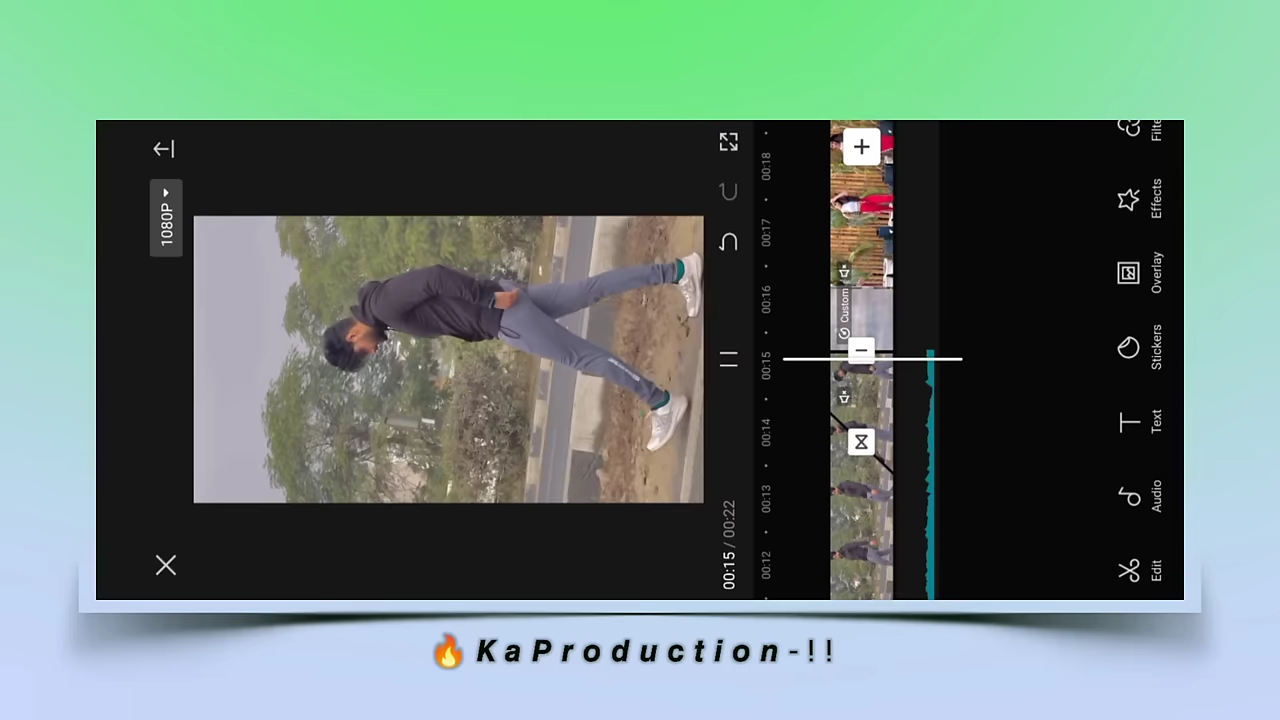 1080P
00:15 / 00:22
00:12
00:13
00:14
00:15
00:16
00:17
00:18
Custom
Edit
Audio
Text
Stickers
Overlay
Effects
Filte
🔥KaProduction-!!